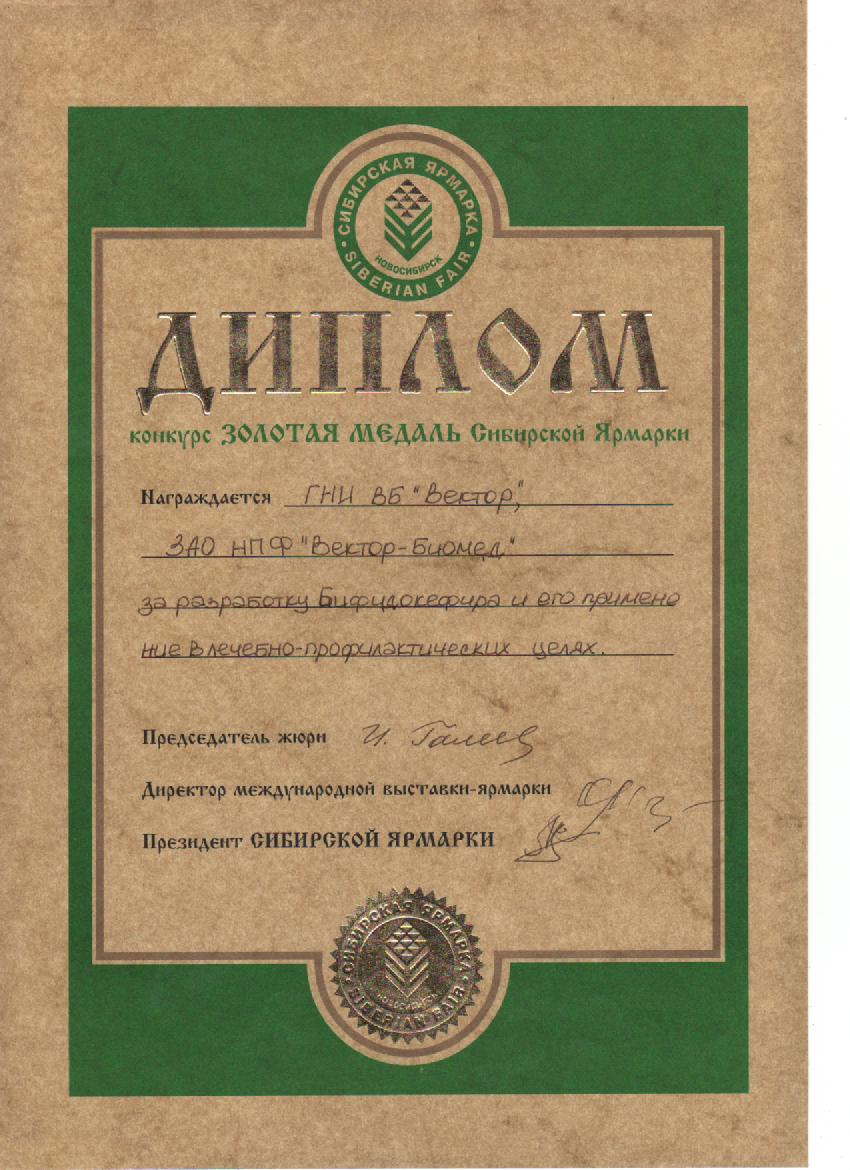 СИБИРСКАЯ ЯРМАРКА
НОВОСИБИРСК
SIBERIAN FAIR
ДИПЛОМ
конкурс ЗОЛОТАЯ МЕДАЛЬ Сибирской Ярмарки
Награждается ГНЦ ВБ "Вектор",
ЗАО НПФ "Вектор-Биомед"
за разработку Бифидокефира и его примене
ние в лечебно-профилактических целях.
Председатель жюри И. Галеев
Директор международной выставки-ярмарки
Президент СИБИРСКОЙ ЯРМАРКИ
СИБИРСКАЯ ЯРМАРКА
НОВОСИБИРСК
SIBERIAN FAIR